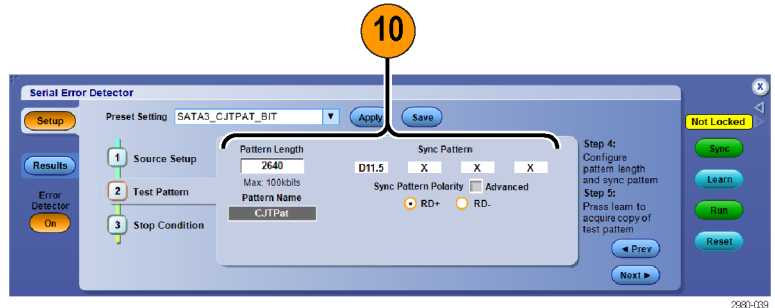 10
Serial Error Detector
X
Setup
Preset Setting SATA3_CJTPAT_BIT Apply Save
Not Locked
Results
Error
Detector
On
1 Source Setup
2 Test Pattern
3 Stop Condition
Pattern Length
2640
Max: 100kbits
Pattern Name
CJTPat
Sync Pattern
D11.5 X X X
Sync Pattern Polarity Advanced
RD+ RD-
Step 4:
Configure
pattern length
and sync pattern
Step 5:
Press learn to
acquire copy of
test pattern
Prev
Next
Sync
Learn
Run
Reset
2980-039